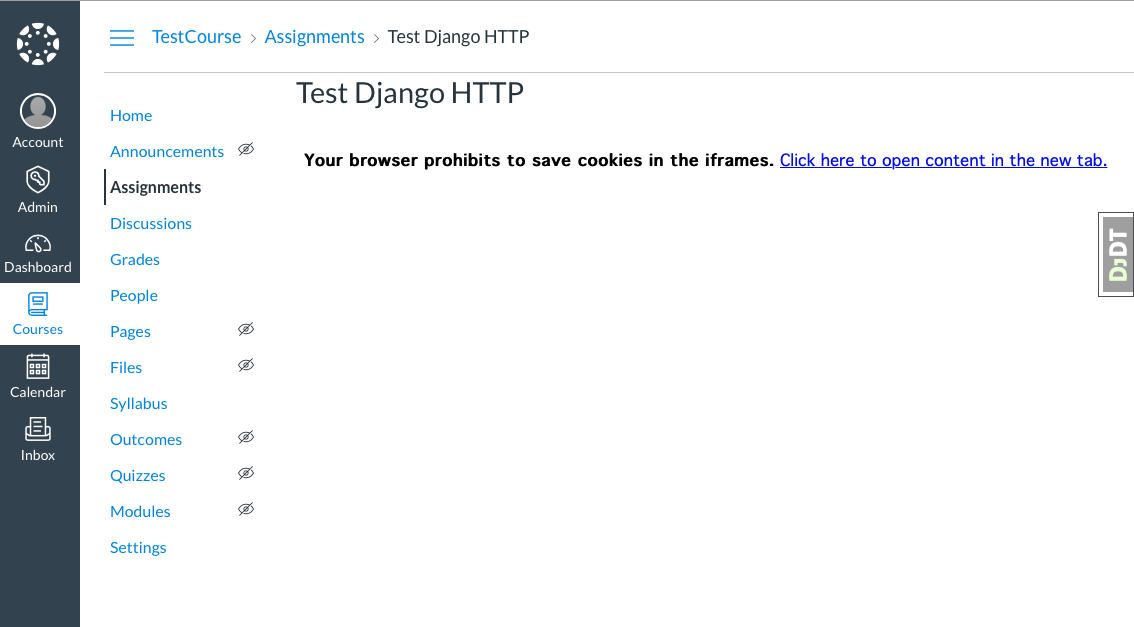 TestCourse › Assignments › Test Django HTTP
Test Django HTTP
Account
Admin
Dashboard
Courses
Calendar
Inbox
Home
Announcements
Assignments
Discussions
Grades
People
Pages
Files
Syllabus
Outcomes
Quizzes
Modules
Settings
Your browser prohibits to save cookies in the iframes. Click here to open content in the new tab.
DJDT